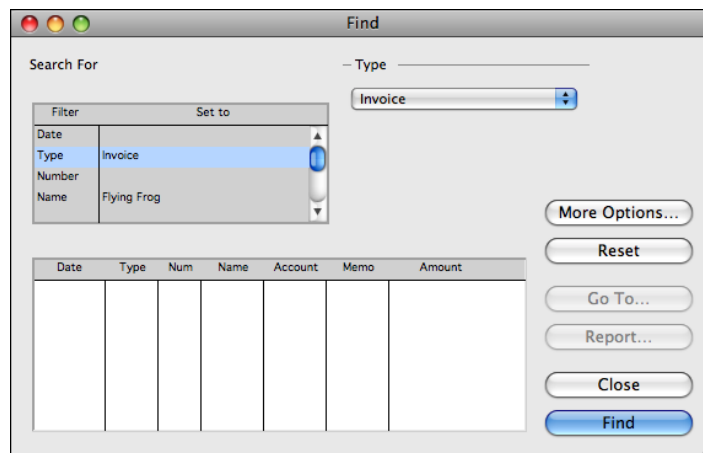 Find
Search For
Type
Invoice
Filter Set to
Date
Type Invoice
Number
Name Flying Frog
More Options...
Reset
Date Type Num Name Account Memo Amount
Go To...
Report...
Close
Find